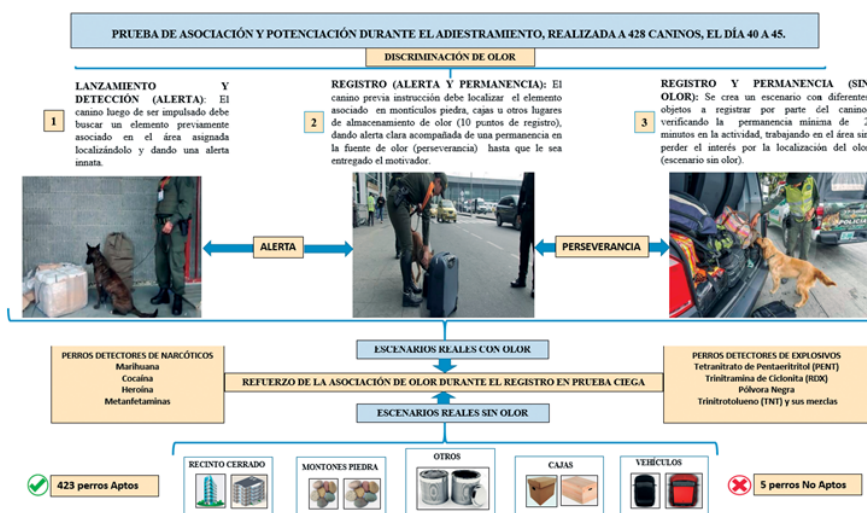 PRUEBA DE ASOCIACIÓN Y POTENCIACIÓN DURANTE EL ADIESTRAMIENTO, REALIZADA A 428 CANINOS, EL DÍA 40 A 45.
DISCRIMINACIÓN DE OLOR
1
LANZAMIENTO Y
DETECCIÓN (ALERTA): El
canino luego de ser impulsado debe
buscar un elemento previamente
asociado en el área asignada
localizándolo y dando una alerta
innata.
2
REGISTRO (ALERTA Y PERMANENCIA): El
canino previa instrucción debe localizar el elemento
asociado en montículos piedra, cajas u otros lugares
de almacenamiento de olor (10 puntos de registro),
dando alerta clara acompañada de una permanencia en
la fuente de olor (perseverancia) hasta que le sea
entregado el motivador.
3
REGISTRO Y PERMANENCIA (SIN
OLOR): Se crea un escenario con diferentes
objetos a registrar por parte del canino,
verificando la permanencia mínima de 2
minutos en la actividad, trabajando en el área sin
perder el interés por la localización del olor
(escenario sin olor).
ALERTA
PERSEVERANCIA
ESCENARIOS REALES CON OLOR
PERROS DETECTORES DE NARCÓTICOS
Marihuana
Cocaína
Heroína
Metanfetaminas
REFUERZO DE LA ASOCIACIÓN DE OLOR DURANTE EL REGISTRO EN PRUEBA CIEGA
PERROS DETECTORES DE EXPLOSIVOS
Tetranitrato de Pentaeritritol (PENT)
Trinitramina de Ciclonita (RDX)
Pólvora Negra
Trinitrotolueno (TNT) y sus mezclas
ESCENARIOS REALES SIN OLOR
RECINTO CERRADO
MONTONES PIEDRA
OTROS
CAJAS
VEHÍCULOS
423 perros Aptos
5 perros No Aptos